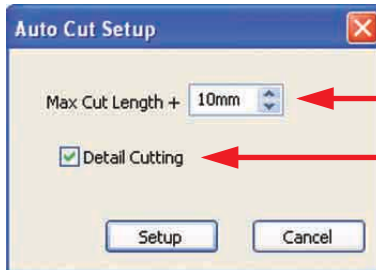 Auto Cut Setup
Max Cut Length + 10mm
Detail Cutting
Setup Cancel